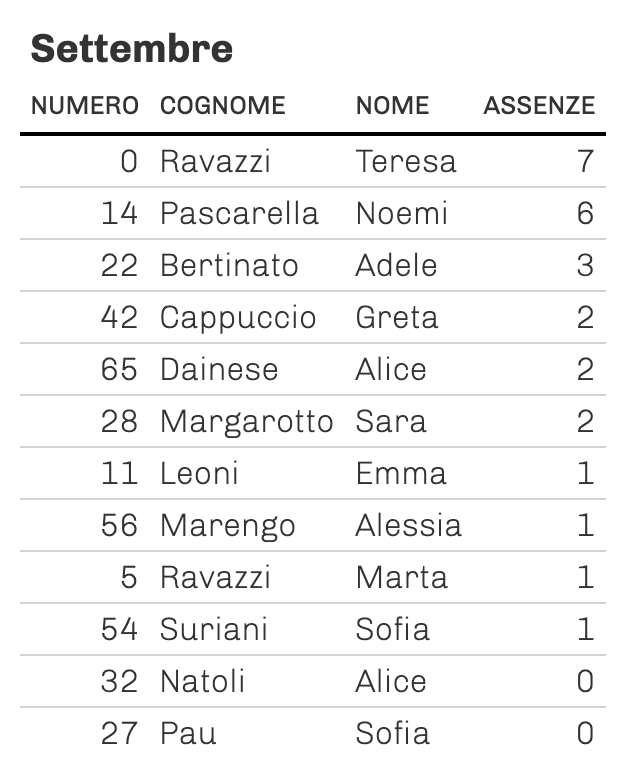 Settembre
NUMERO COGNOME NOME ASSENZE
0 Ravazzi Teresa 7
14 Pascarella Noemi 6
22 Bertinato Adele 3
42 Cappuccio Greta 2
65 Dainese Alice 2
28 Margarotto Sara 2
11 Leoni Emma 1
56 Marengo Alessia 1
5 Ravazzi Marta 1
54 Suriani Sofia 1
32 Natoli Alice 0
27 Pau Sofia 0